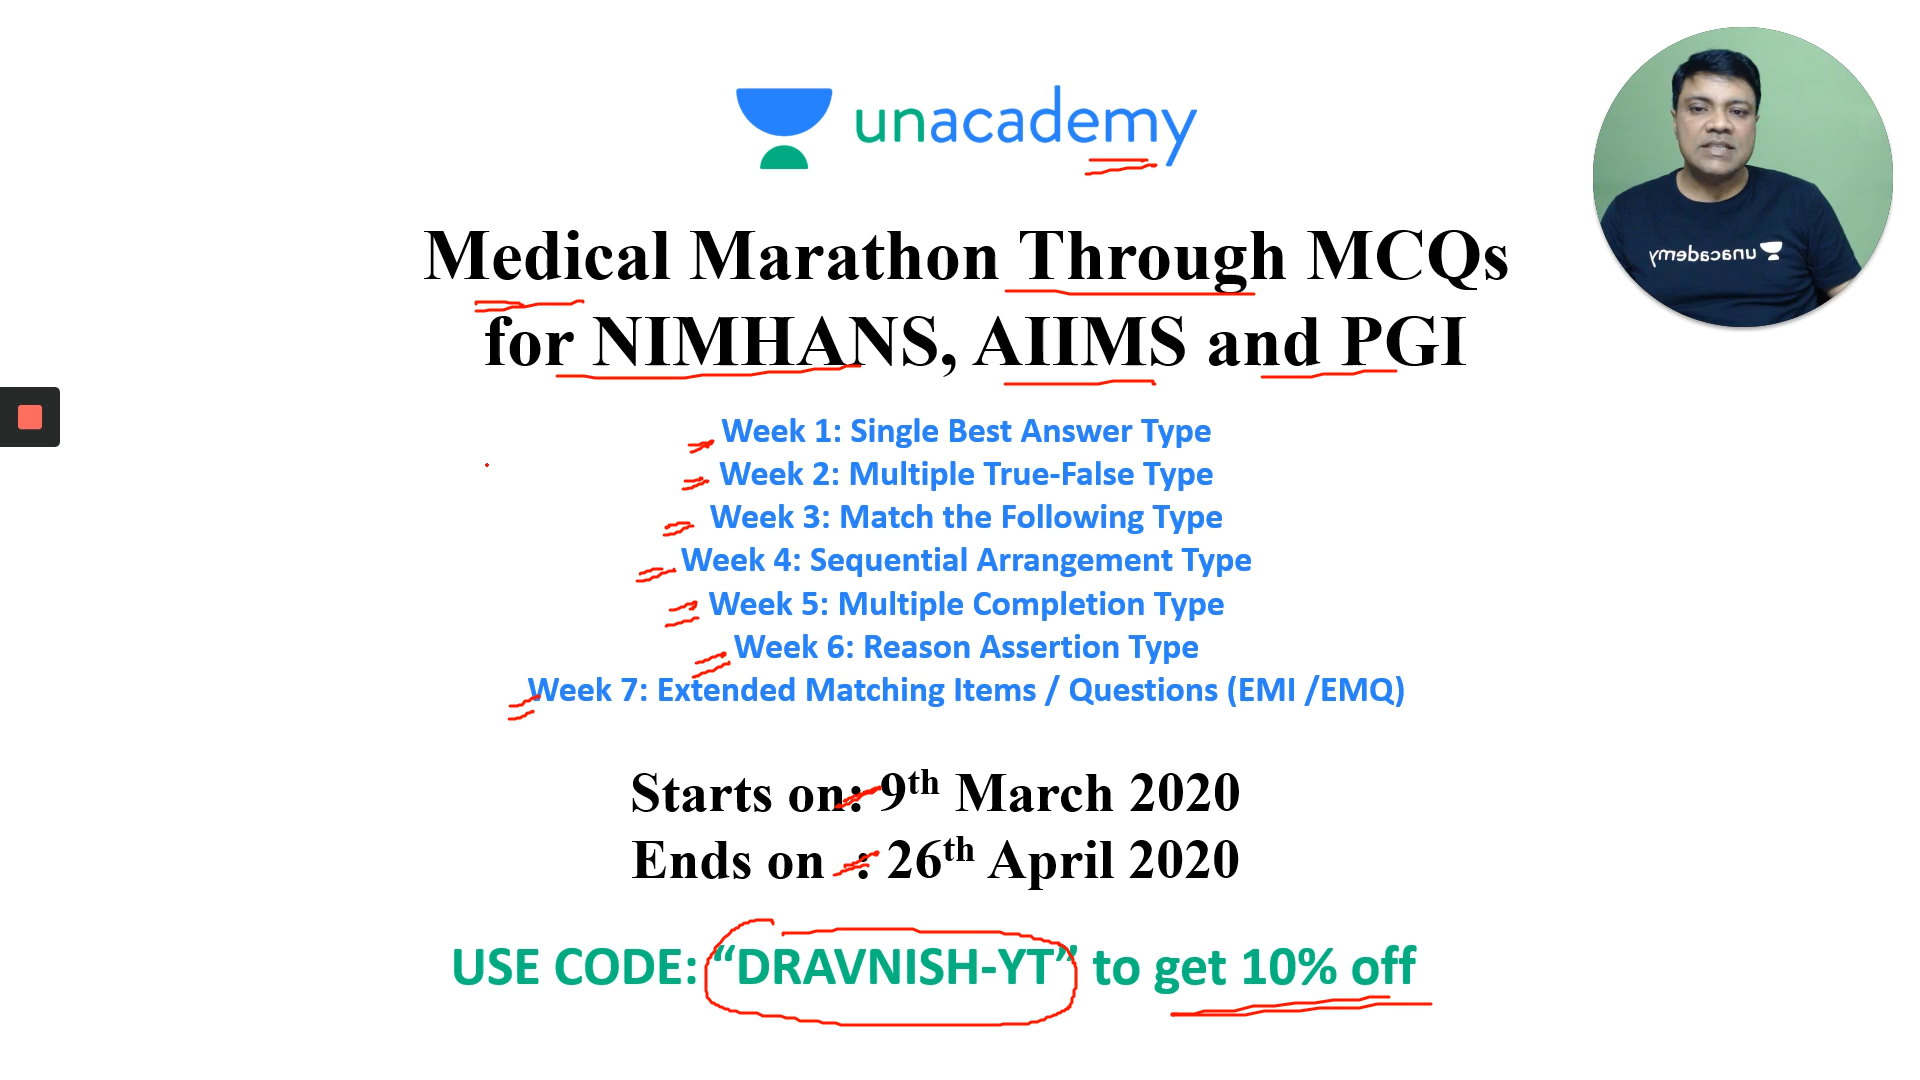 unacademy
Medical Marathon Through MCQs
for NIMHANS, AIIMS and PGI
unacademy
Week 1: Single Best Answer Type
Week 2: Multiple True-False Type
Week 3: Match the Following Type
Week 4: Sequential Arrangement Type
Week 5: Multiple Completion Type
Week 6: Reason Assertion Type
Week 7: Extended Matching Items / Questions (EMI /EMQ)
Starts on: 9th March 2020
Ends on : 26th April 2020
USE CODE: “DRAVNISH-YT” to get 10% off